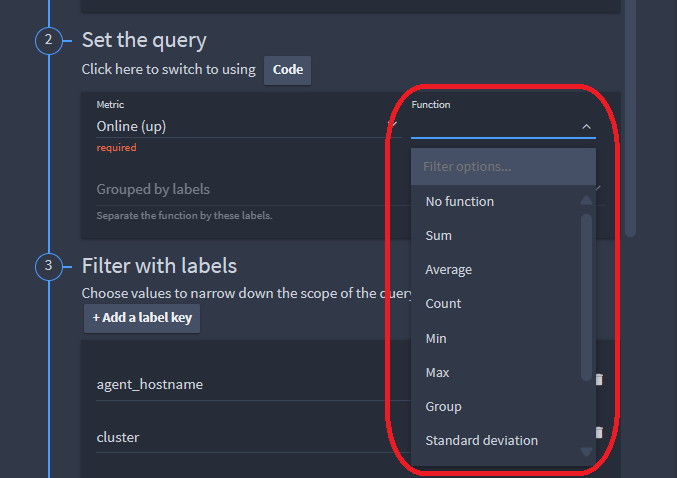 2
Set the query
Click here to switch to using Code
Metric
Function
Online (up)
required
Filter options...
Grouped by labels
No function
Separate the function by these labels.
Sum
3
Filter with labels
Average
Choose values to narrow down the scope of the query
Count
+ Add a label key
Min
Max
agent_hostname
Group
cluster
Standard deviation